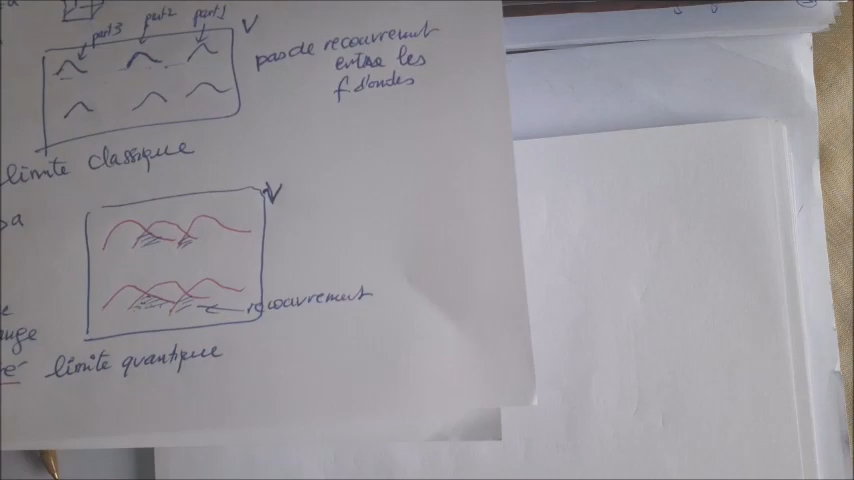 part3 part2 part1 V
pas de recouvrement
entre les
f. d'ondes
limite classique
V
recouvrement
limite quantique